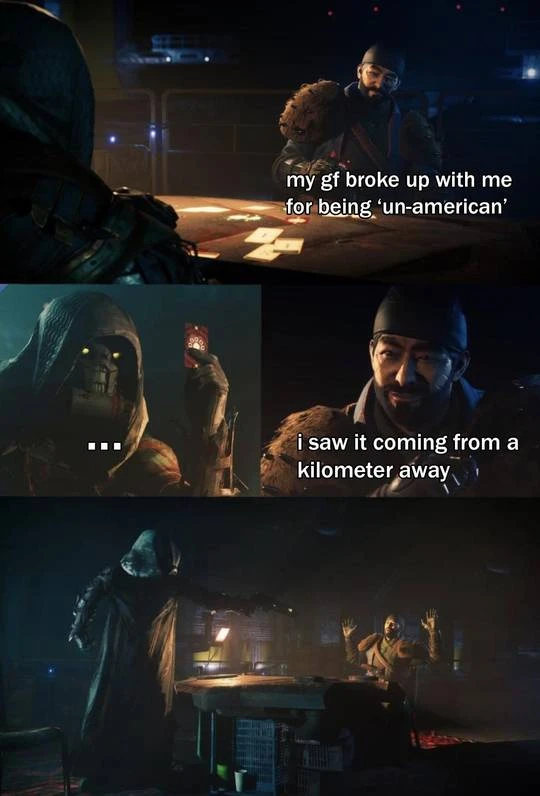 my gf broke up with me
for being ‘un-american’
...
i saw it coming from a
kilometer away